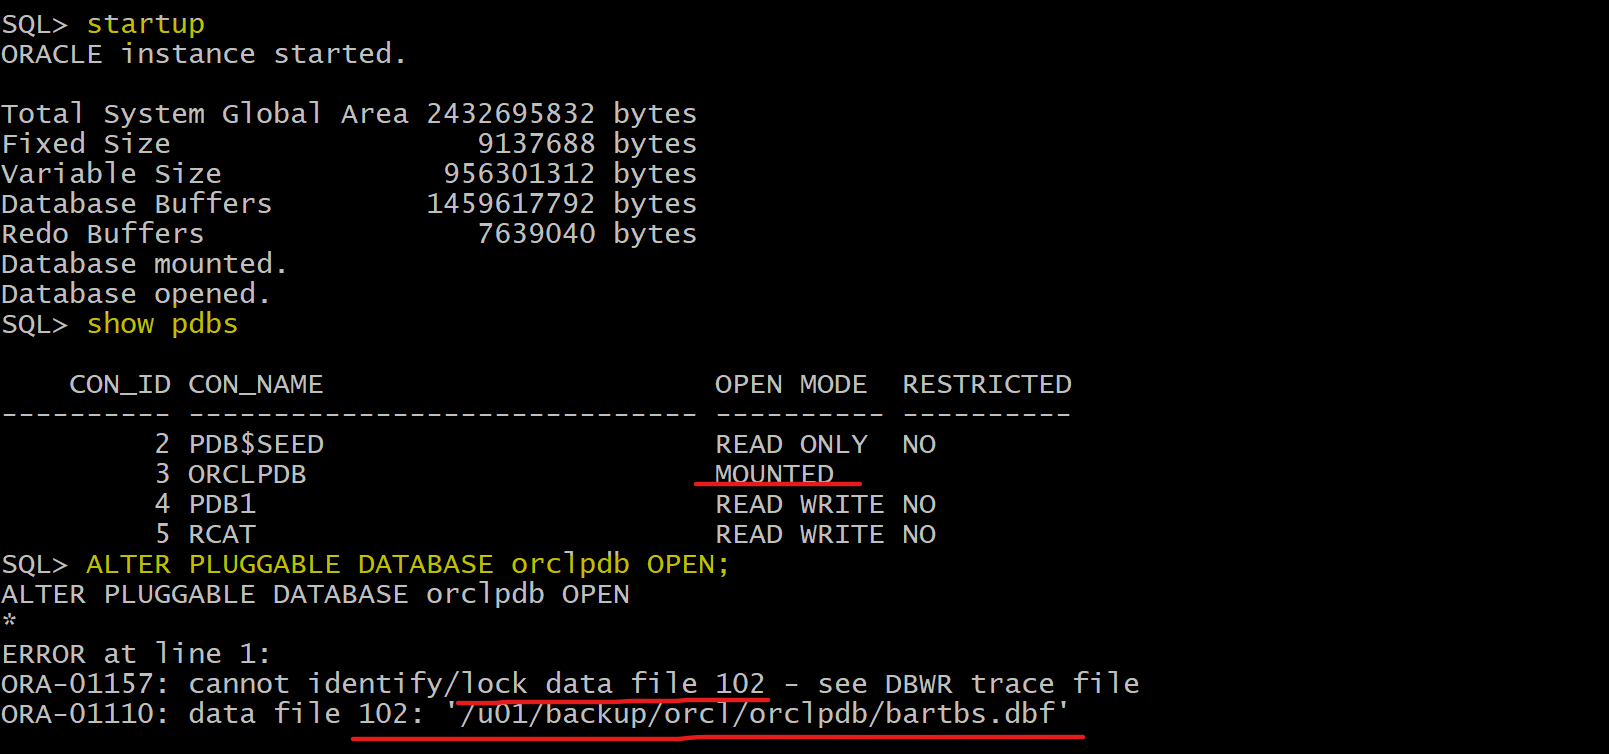 SQL> startup
ORACLE instance started.
Total System Global Area 2432695832 bytes
Fixed Size                  9137688 bytes
Variable Size             956301312 bytes
Database Buffers         1459617792 bytes
Redo Buffers                7639040 bytes
Database mounted.
Database opened.
SQL> show pdbs
    CON_ID CON_NAME                       OPEN MODE  RESTRICTED
---------- ------------------------------ ---------- ----------
         2 PDB$SEED                       READ ONLY  NO
         3 ORCLPDB                        MOUNTED
         4 PDB1                           READ WRITE NO
         5 RCAT                           READ WRITE NO
SQL> ALTER PLUGGABLE DATABASE orclpdb OPEN;
ALTER PLUGGABLE DATABASE orclpdb OPEN
*
ERROR at line 1:
ORA-01157: cannot identify/lock data file 102 - see DBWR trace file
ORA-01110: data file 102: '/u01/backup/orcl/orclpdb/bartbs.dbf'